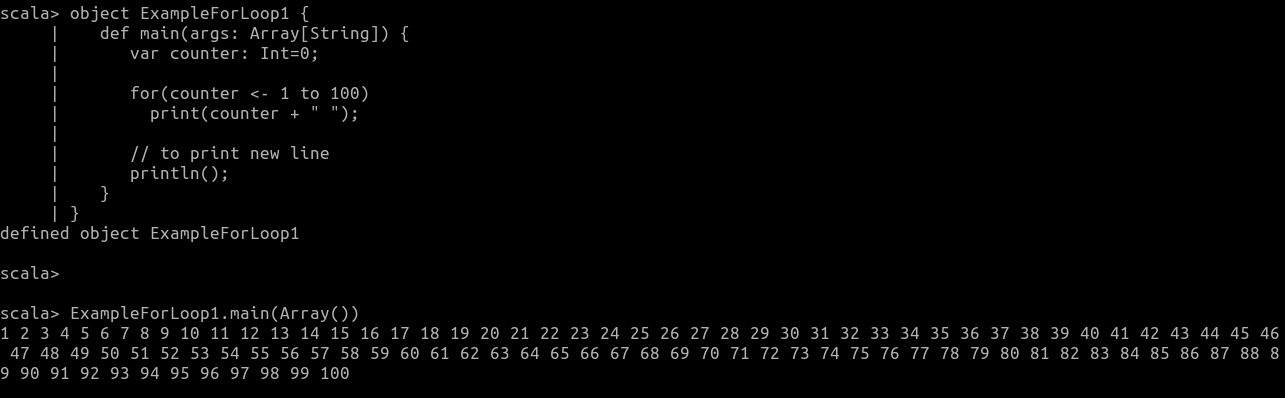 scala> object ExampleForLoop1 {
     |    def main(args: Array[String]) {
     |       var counter: Int=0;
     |
     |       for(counter <- 1 to 100)
     |         print(counter + " ");
     |
     |       // to print new line
     |       println();
     |    }
     | }
defined object ExampleForLoop1

scala>

scala> ExampleForLoop1.main(Array())
1 2 3 4 5 6 7 8 9 10 11 12 13 14 15 16 17 18 19 20 21 22 23 24 25 26 27 28 29 30 31 32 33 34 35 36 37 38 39 40 41 42 43 44 45 46
 47 48 49 50 51 52 53 54 55 56 57 58 59 60 61 62 63 64 65 66 67 68 69 70 71 72 73 74 75 76 77 78 79 80 81 82 83 84 85 86 87 88 8
9 90 91 92 93 94 95 96 97 98 99 100